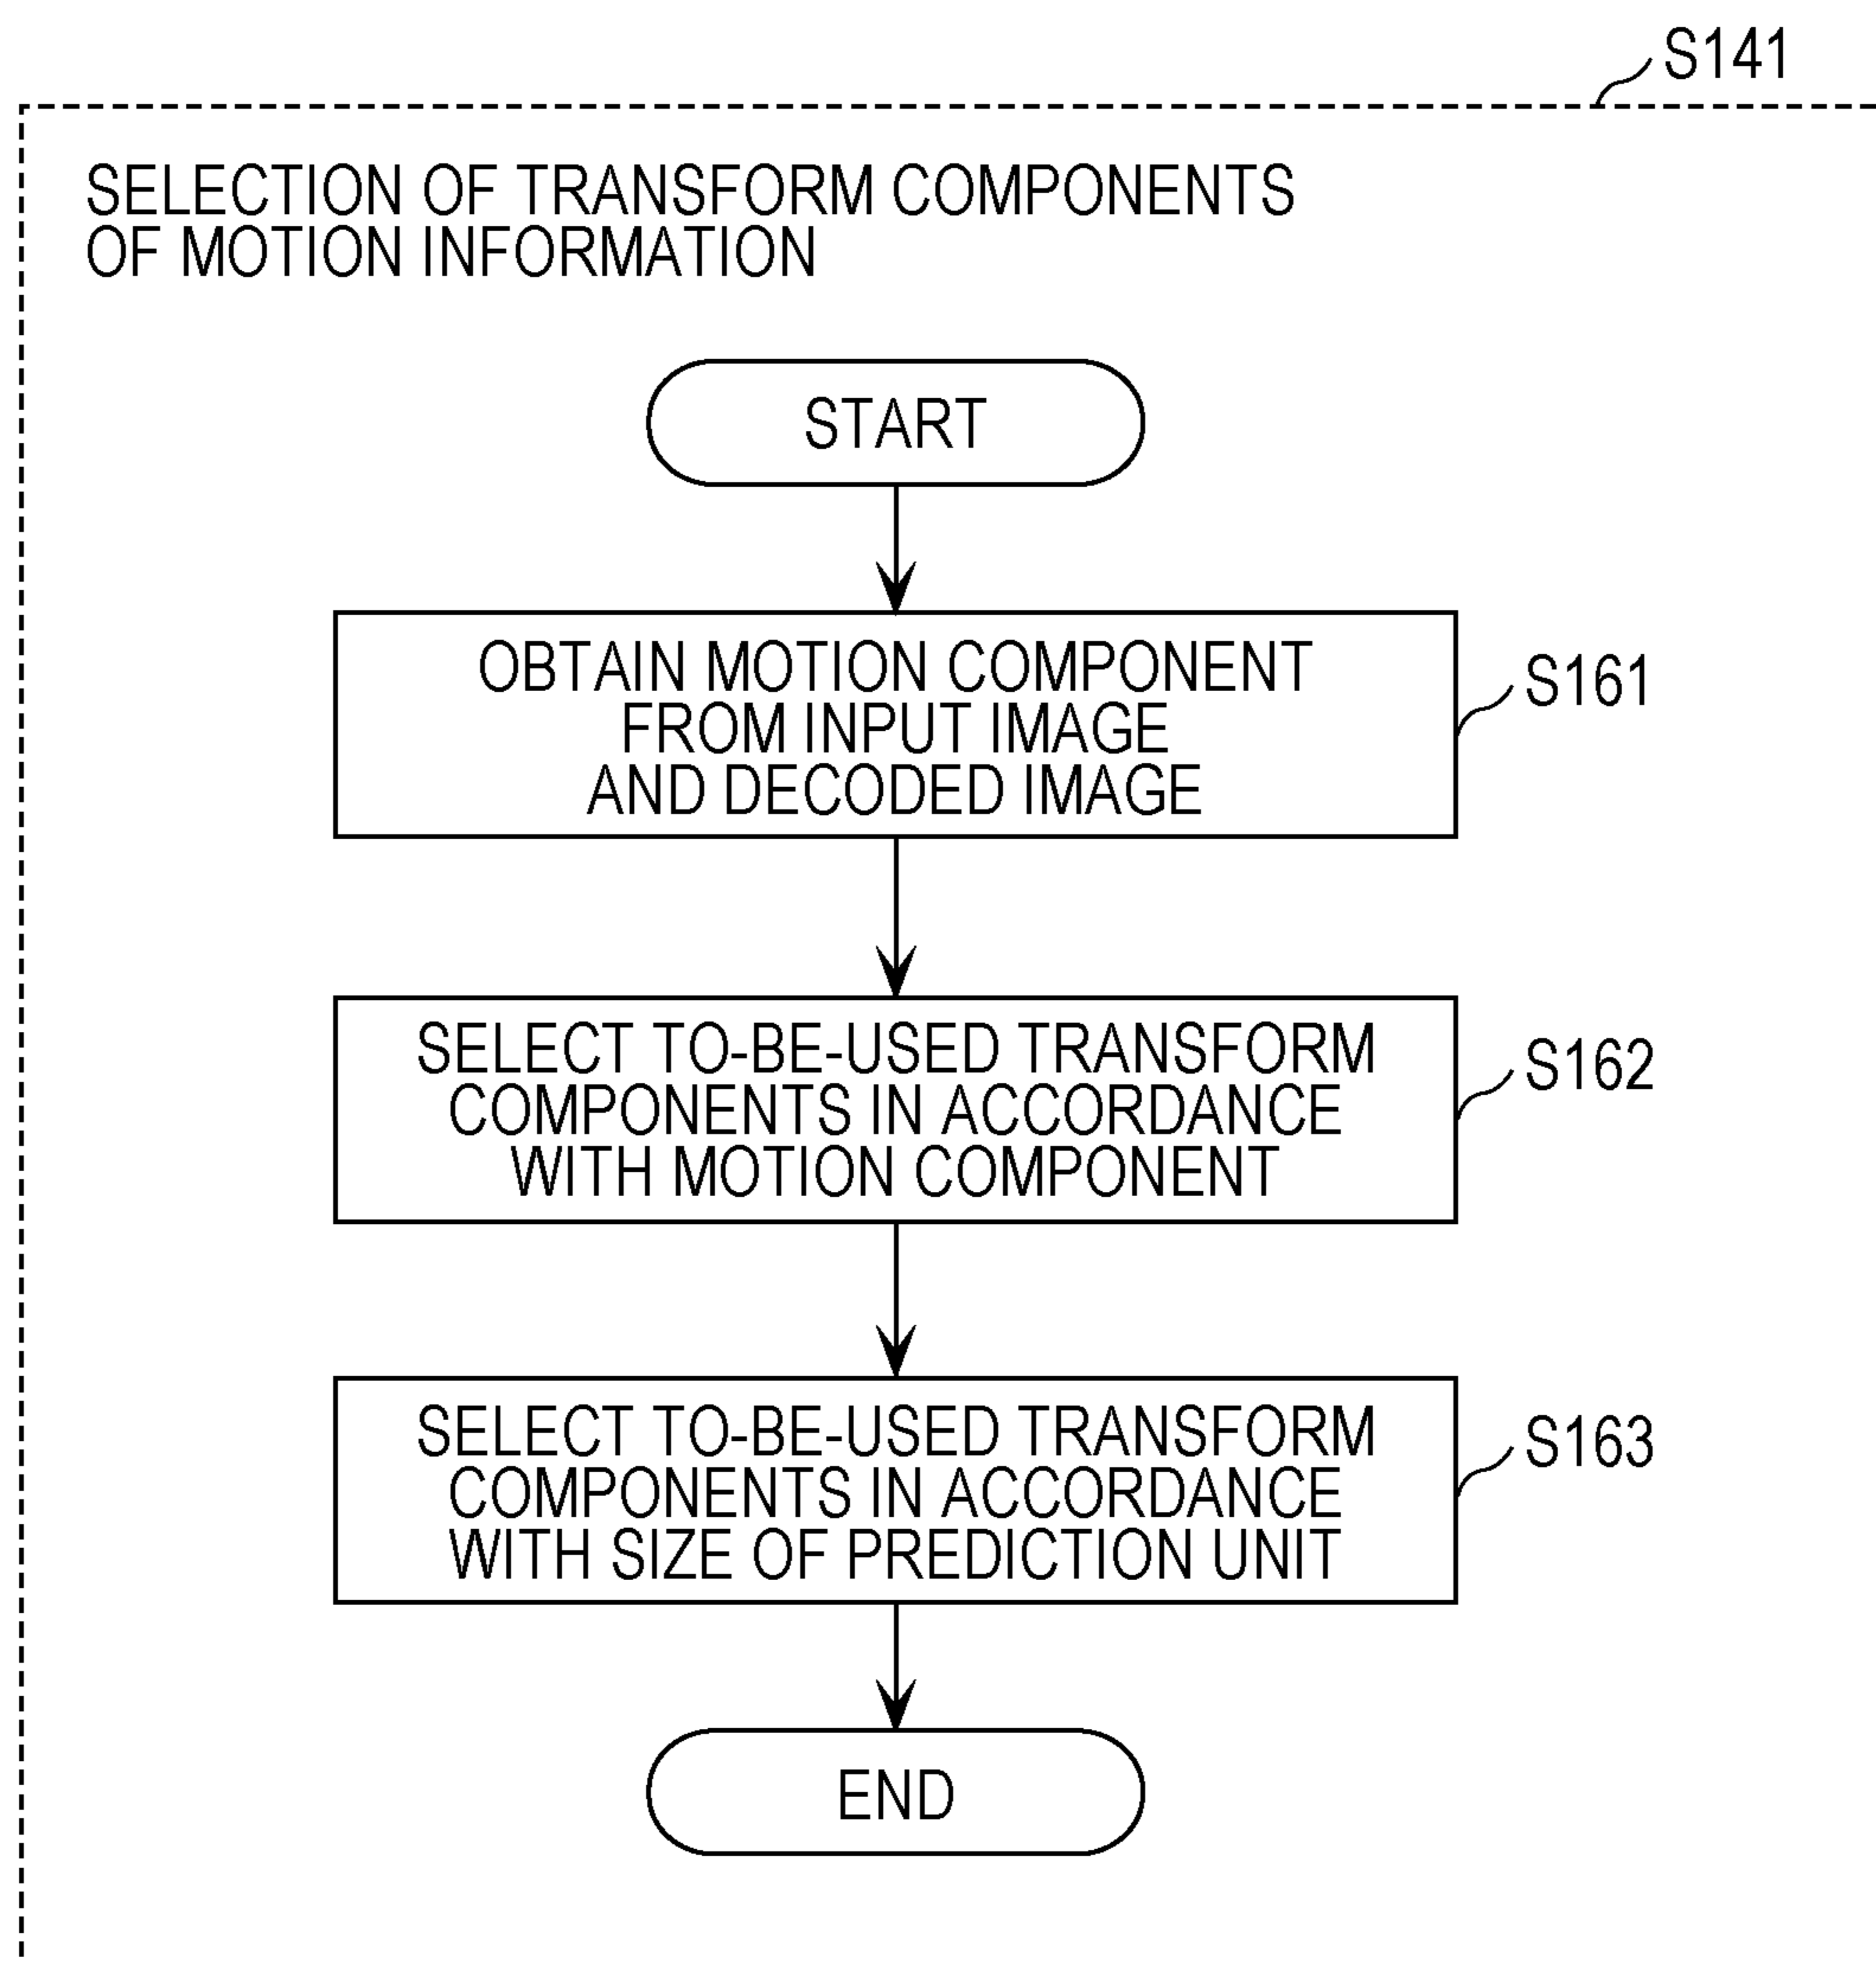 S141
SELECTION OF TRANSFORM COMPONENTS
OF MOTION INFORMATION
START
OBTAIN MOTION COMPONENT
FROM INPUT IMAGE
AND DECODED IMAGE
S161
SELECT TO-BE-USED TRANSFORM
COMPONENTS IN ACCORDANCE
WITH MOTION COMPONENT
S162
SELECT TO-BE-USED TRANSFORM
COMPONENTS IN ACCORDANCE
WITH SIZE OF PREDICTION UNIT
S163
END